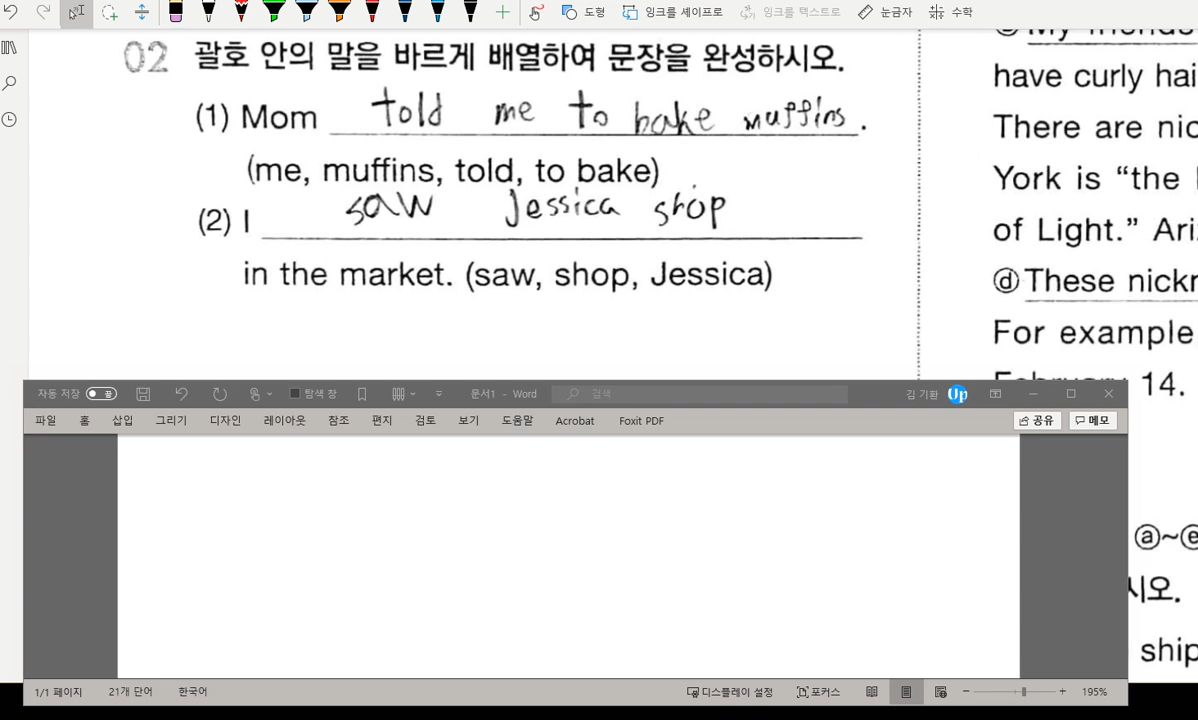 도형 잉크를 셰이프로 잉크를 텍스트로 눈금자 수학
02 괄호 안의 말을 바르게 배열하여 문장을 완성하시오.
(1) Mom told me to bake muffins.
(me, muffins, told, to bake)
(2) I saw Jessica shop
in the market. (saw, shop, Jessica)
My friends
have curly hai
There are nic
York is “the
of Light.” Ari
ⓓ These nickn
For example
February 14.
ⓐ~ⓔ
시오.
ship
자동 저장 끔 탐색 창 문서1 - Word 검색 김 기환 Up
파일 홈 삽입 그리기 디자인 레이아웃 참조 편지 검토 보기 도움말 Acrobat Foxit PDF 공유 메모
1/1 페이지 21개 단어 한국어 디스플레이 설정 포커스 195%